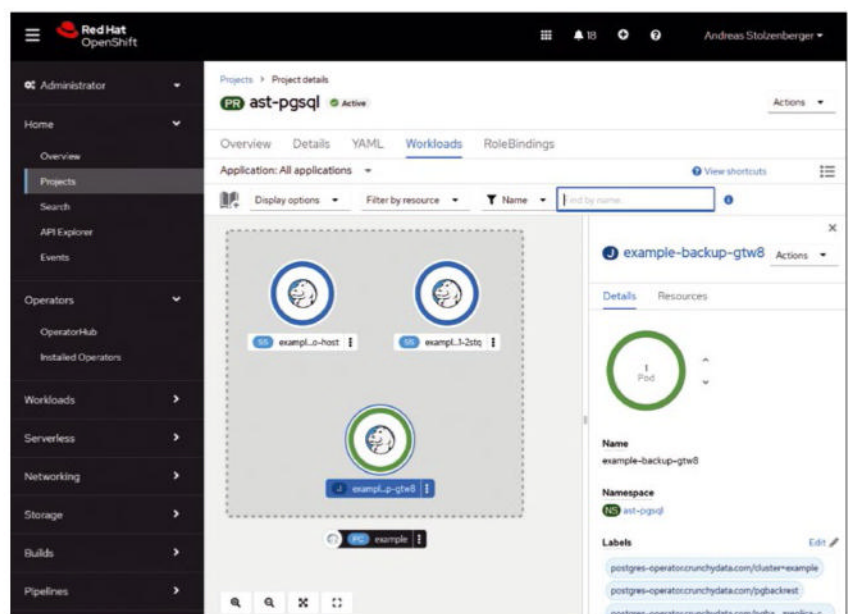 Red Hat
OpenShift
18
Andreas Stolzenberger
Administrator
Home
Overview
Projects
Search
API Explorer
Events
Operators
OperatorHub
Installed Operators
Workloads
Serverless
Networking
Storage
Builds
Pipelines
Projects > Project details
PR ast-pgsql Active
Actions
Overview Details YAML Workloads RoleBindings
Application: All applications
View shortcuts
Display options Filter by resource Name Find by name...
SS exampl...o-host
SS exampl...1-2stq
J exampl...p-gtw8
PC example
J example-backup-gtw8 Actions
Details Resources
1
Pod
Name
example-backup-gtw8
Namespace
NS ast-pgsql
Labels Edit
postgres-operator.crunchydata.com/cluster=example
postgres-operator.crunchydata.com/pgbackrest